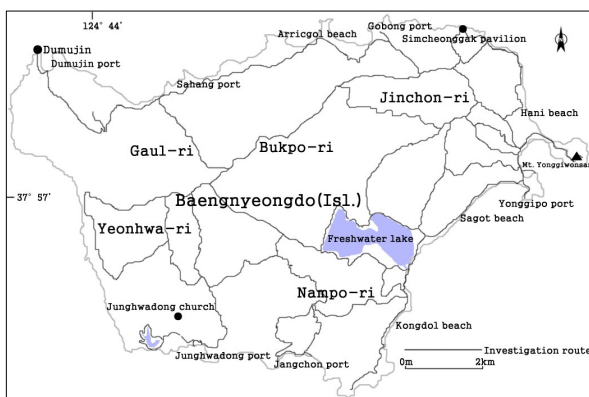 124° 44'
Gobong port
Arricgol beach
Simcheonggak pavilion
Dumujin
Dumujin port
Sahang port
Jinchon-ri
Hani beach
Gaul-ri
Bukpo-ri
Mt. Yonggiwonsan
37° 57'
Baengnyeongdo(Isl.)
Yonggipo port
Sagot beach
Yeonhwa-ri
Freshwater lake
Nampo-ri
Junghwadong church
Kongdol beach
Junghwadong port
Investigation route
Jangchon port
0m 2km